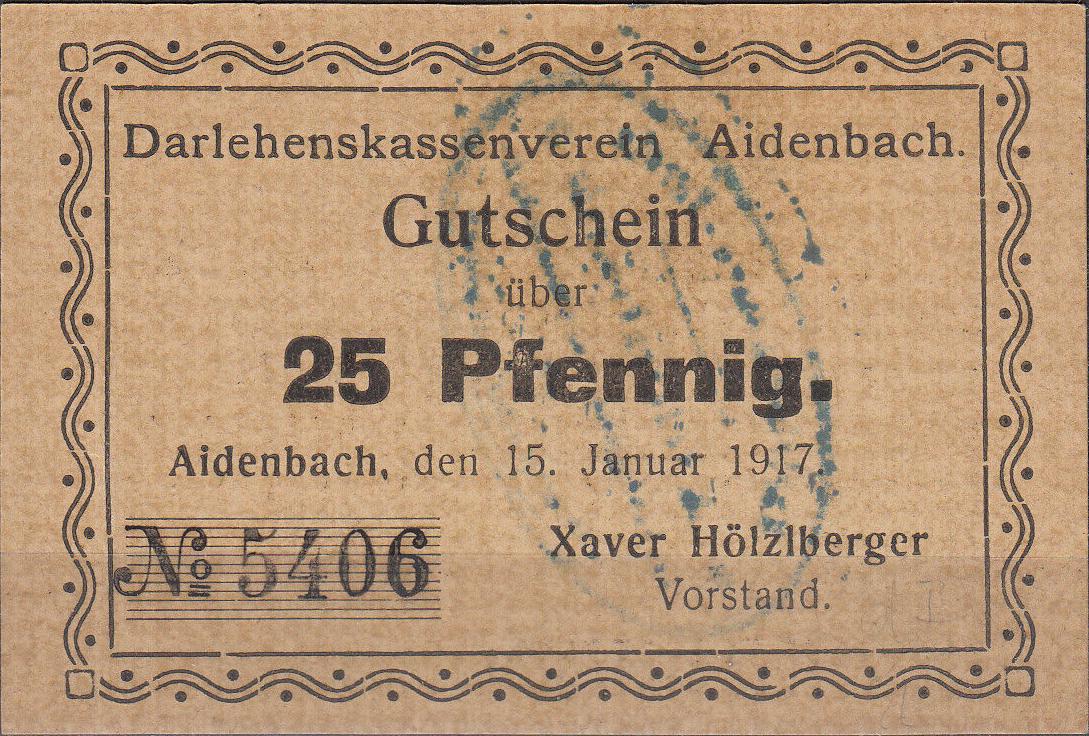 Darlehenskassenverein Aidenbach.
Gutschein
über
25 Pfennig.
Aidenbach, den 15. Januar 1917.
№ 5406
Xaver Hölzlberger
Vorstand.